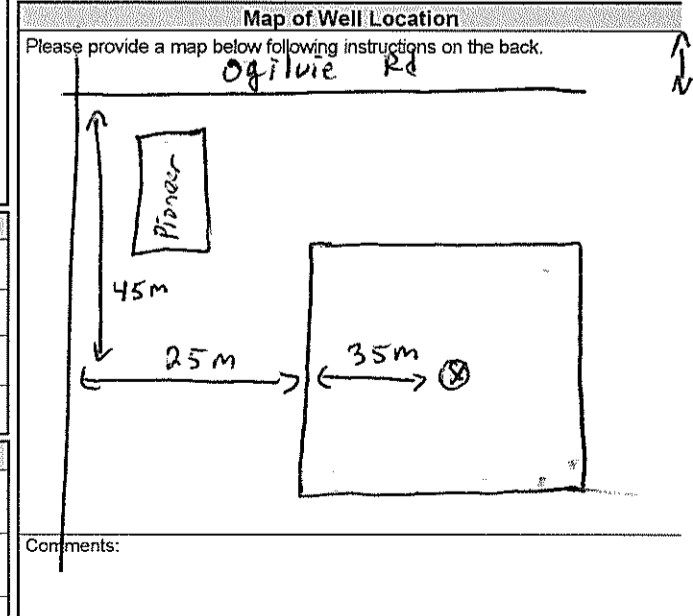 Map of Well Location
Please provide a map below following instructions on the back.
Ogilvie Rd
N
Pioneer
45m
25m
35m
Comments: